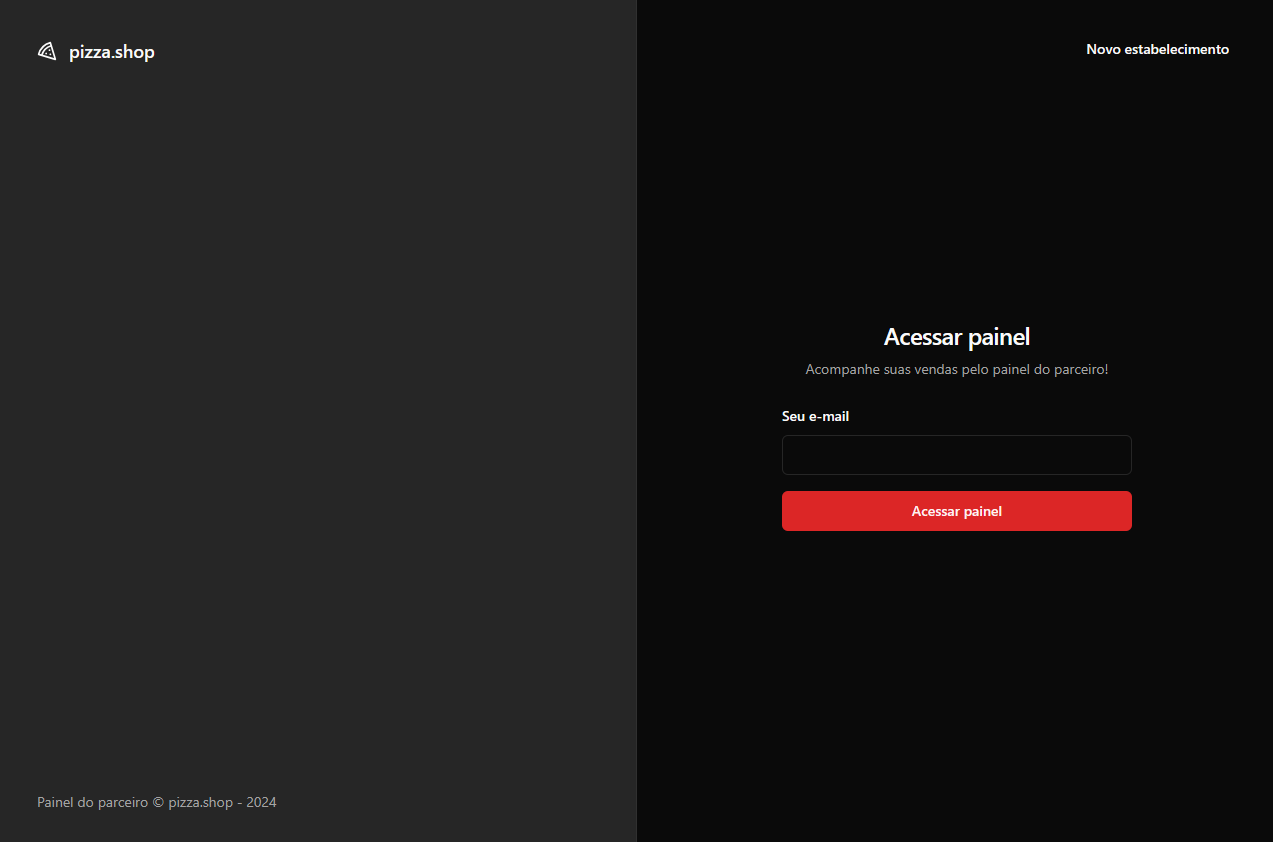 pizza.shop
Novo estabelecimento
Acessar painel
Acompanhe suas vendas pelo painel do parceiro!
Seu e-mail
Acessar painel
Painel do parceiro © pizza.shop - 2024